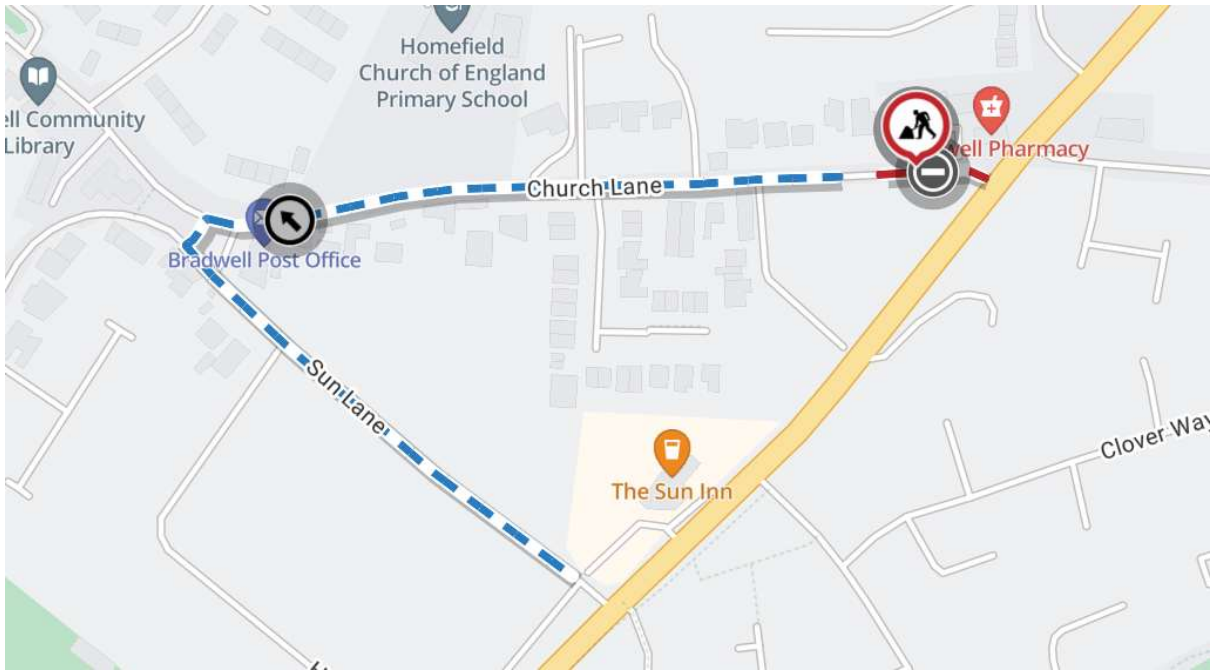 Homefield
Church of England
Primary School
ell Community
Library
vell Pharmacy
Church Lane
Bradwell Post Office
Sun Lane
The Sun Inn
Clover Way